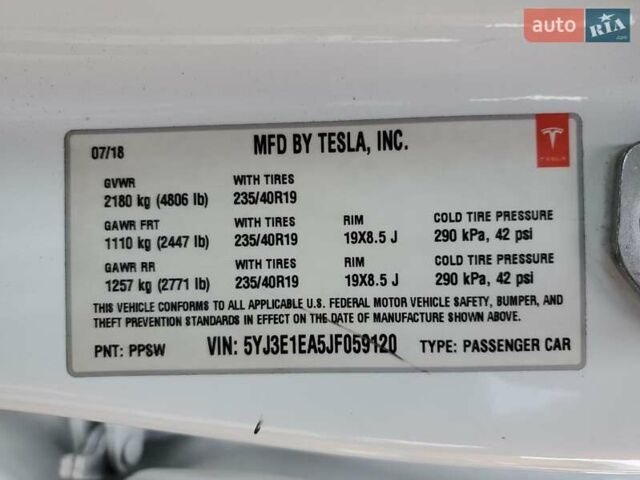 auto RIA.com
07/18 MFD BY TESLA, INC.
TESLA
GVWR WITH TIRES
2180 kg (4806 lb) 235/40R19
GAWR FRT WITH TIRES RIM COLD TIRE PRESSURE
1110 kg (2447 lb) 235/40R19 19X8.5 J 290 kPa, 42 psi
GAWR RR WITH TIRES RIM COLD TIRE PRESSURE
1257 kg (2771 lb) 235/40R19 19X8.5 J 290 kPa, 42 psi
THIS VEHICLE CONFORMS TO ALL APPLICABLE U.S. FEDERAL MOTOR VEHICLE SAFETY, BUMPER, AND
THEFT PREVENTION STANDARDS IN EFFECT ON THE DATE OF MANUFACTURE SHOWN ABOVE.
PNT: PPSW VIN: 5YJ3E1EA5JF059120 TYPE: PASSENGER CAR